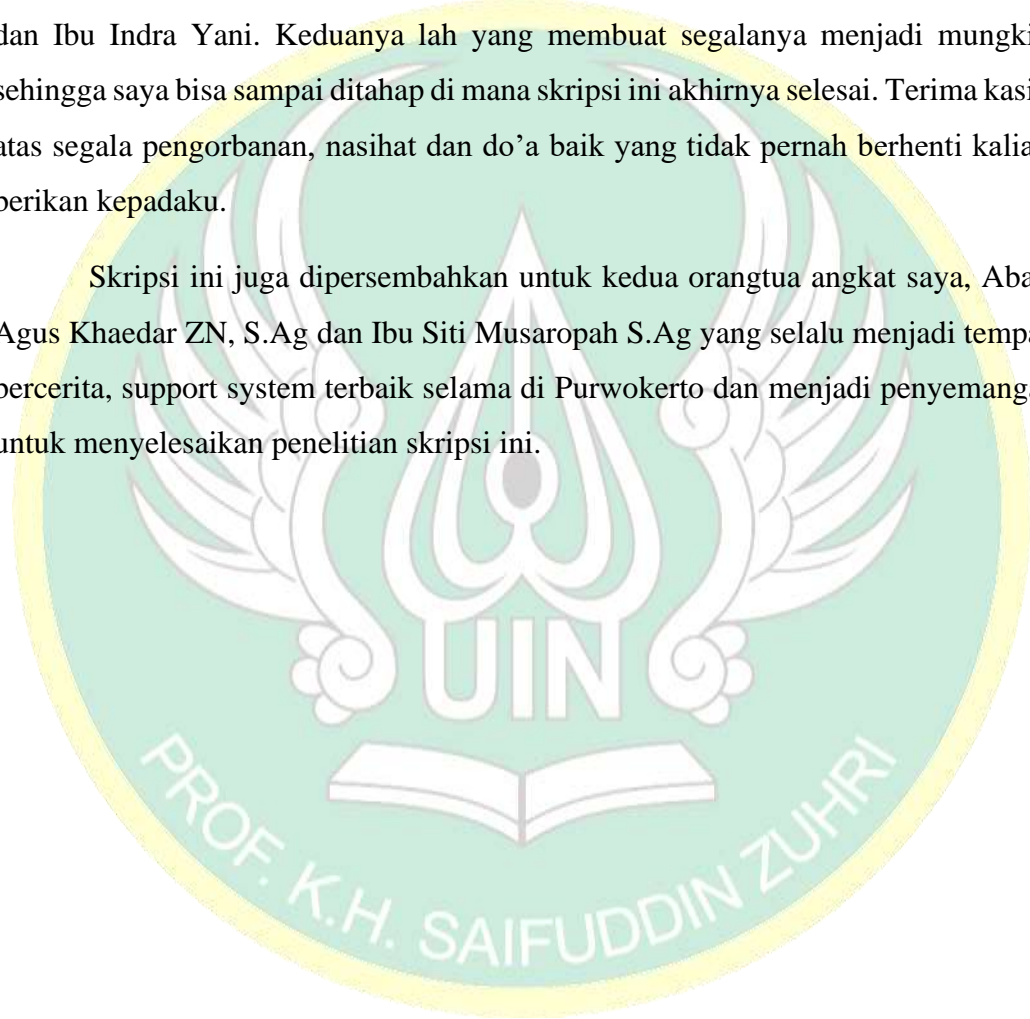 dan Ibu Indra Yani. Keduanya lah yang membuat segalanya menjadi mungki
sehingga saya bisa sampai ditahap di mana skripsi ini akhirnya selesai. Terima kasi
atas segala pengorbanan, nasihat dan do’a baik yang tidak pernah berhenti kalia
berikan kepadaku.
Skripsi ini juga dipersembahkan untuk kedua orangtua angkat saya, Aba
Agus Khaedar ZN, S.Ag dan Ibu Siti Musaropah S.Ag yang selalu menjadi tempa
bercerita, support system terbaik selama di Purwokerto dan menjadi penyemanga
untuk menyelesaikan penelitian skripsi ini.
UIN
PROF. K.H. SAIFUDDIN ZUHRI